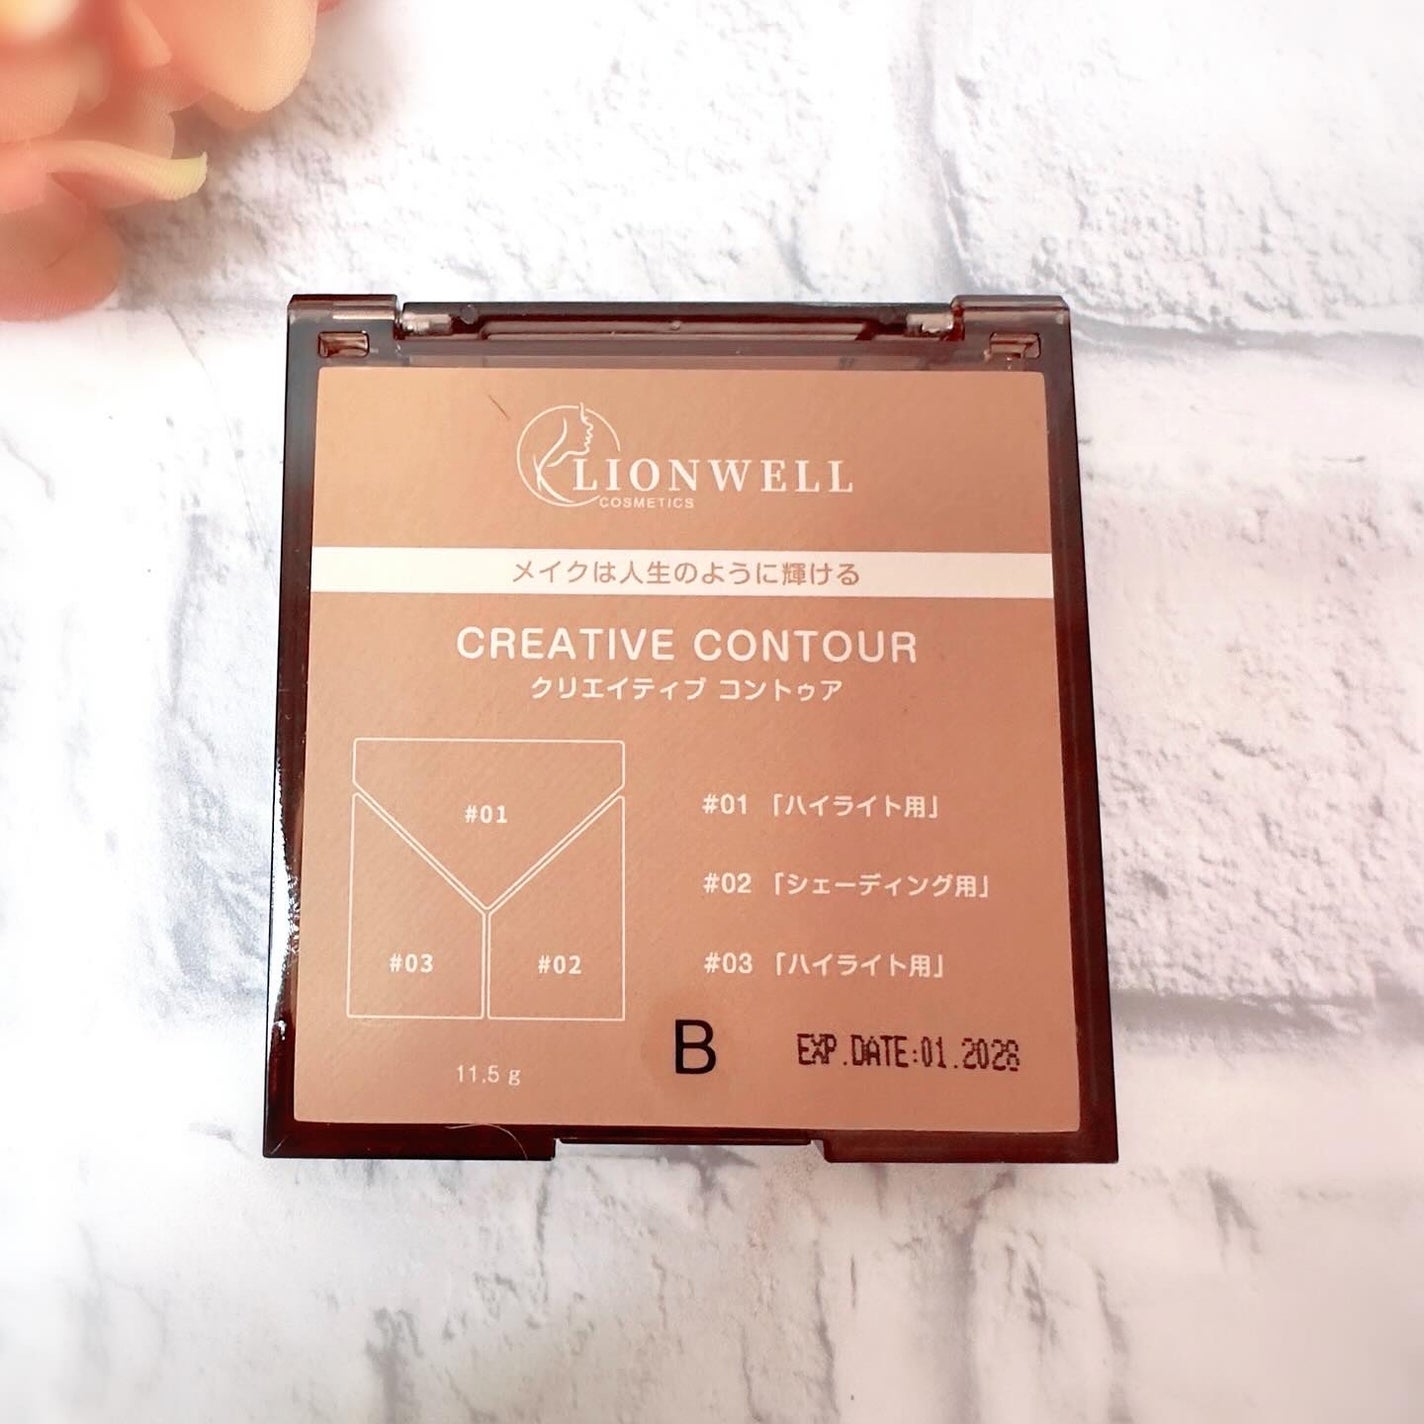 LIONWELL
COSMETICS
メイクは人生のように輝ける
CREATIVE CONTOUR
クリエイティブ コントゥア
#01
#03
#02
#01 「ハイライト用」
#02 「シェーディング用」
#03 「ハイライト用」
11.5 g
B
EXP.DATE:01.2028